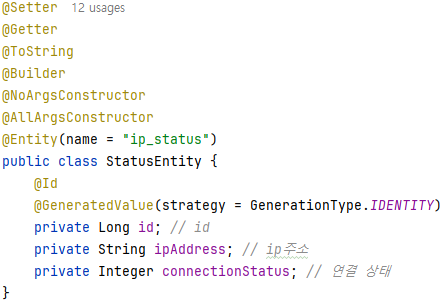 @Setter 12 usages
@Getter
@ToString
@Builder
@NoArgsConstructor
@AllArgsConstructor
@Entity(name = "ip_status")
public class StatusEntity {
    @Id
    @GeneratedValue(strategy = GenerationType.IDENTITY)
    private Long id; // id
    private String ipAddress; // ip주소
    private Integer connectionStatus; // 연결 상태
}